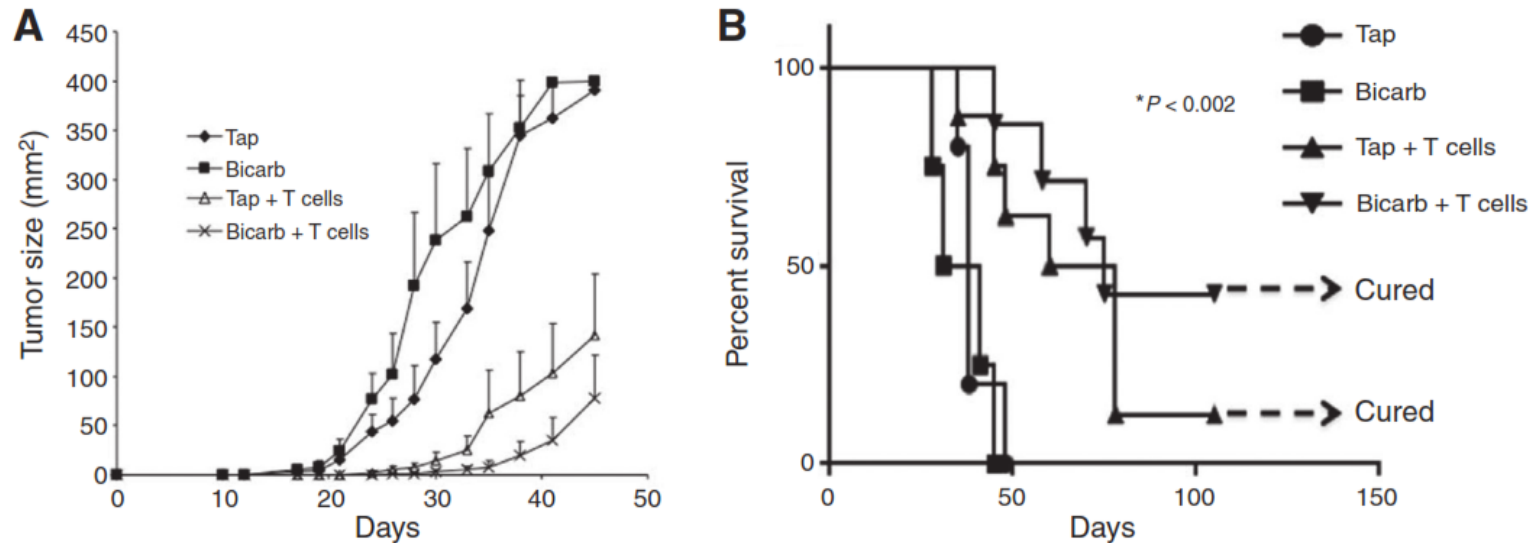 A
Tumor size (mm²)
450
400
350
300
250
200
150
100
50
0
Tap
Bicarb
Tap + T cells
Bicarb + T cells
0 10 20 30 40 50
Days
B
Percent survival
100
50
0
*P < 0.002
Tap
Bicarb
Tap + T cells
Bicarb + T cells
Cured
Cured
0 50 100 150
Days